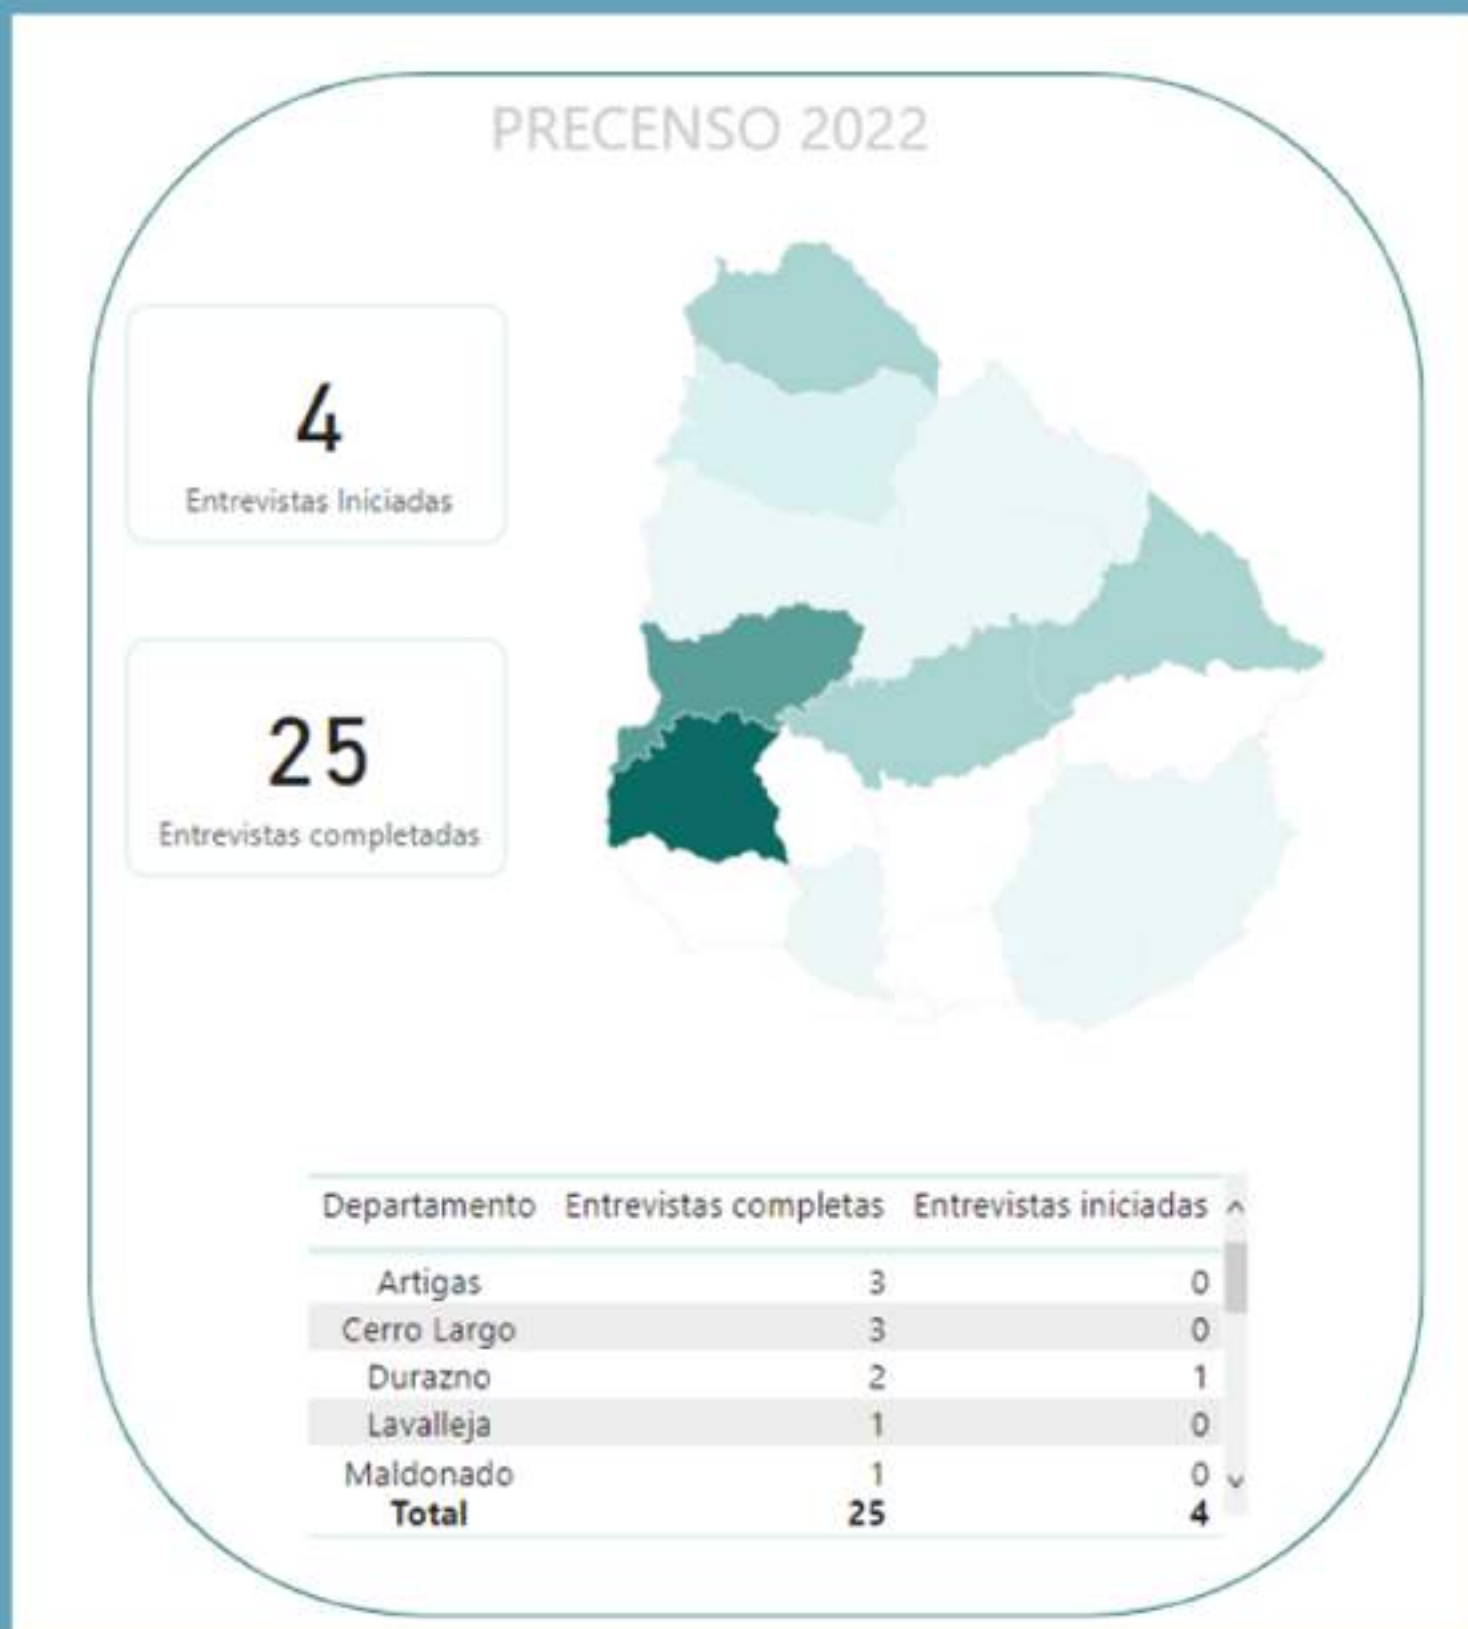 PRECENSO 2022
4
Entrevistas Iniciadas
25
Entrevistas completadas
Departamento Entrevistas completas Entrevistas iniciadas
Artigas 3 0
Cerro Largo 3 0
Durazno 2 1
Lavalleja 1 0
Maldonado 1 0
Total 25 4